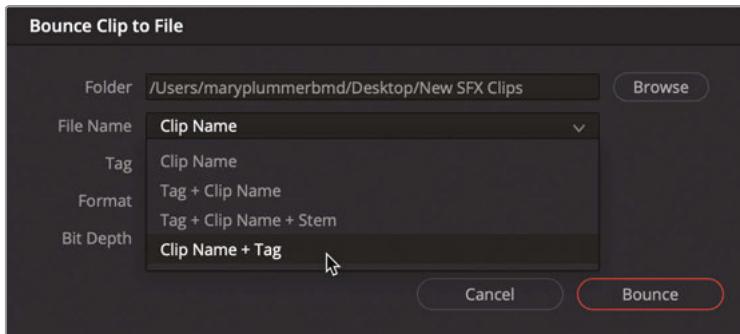 Bounce Clip to File
Folder /Users/maryplummerbmd/Desktop/New SFX Clips Browse
File Name Clip Name
Tag Clip Name
Tag + Clip Name
Format
Tag + Clip Name + Stem
Bit Depth
Clip Name + Tag
Cancel Bounce